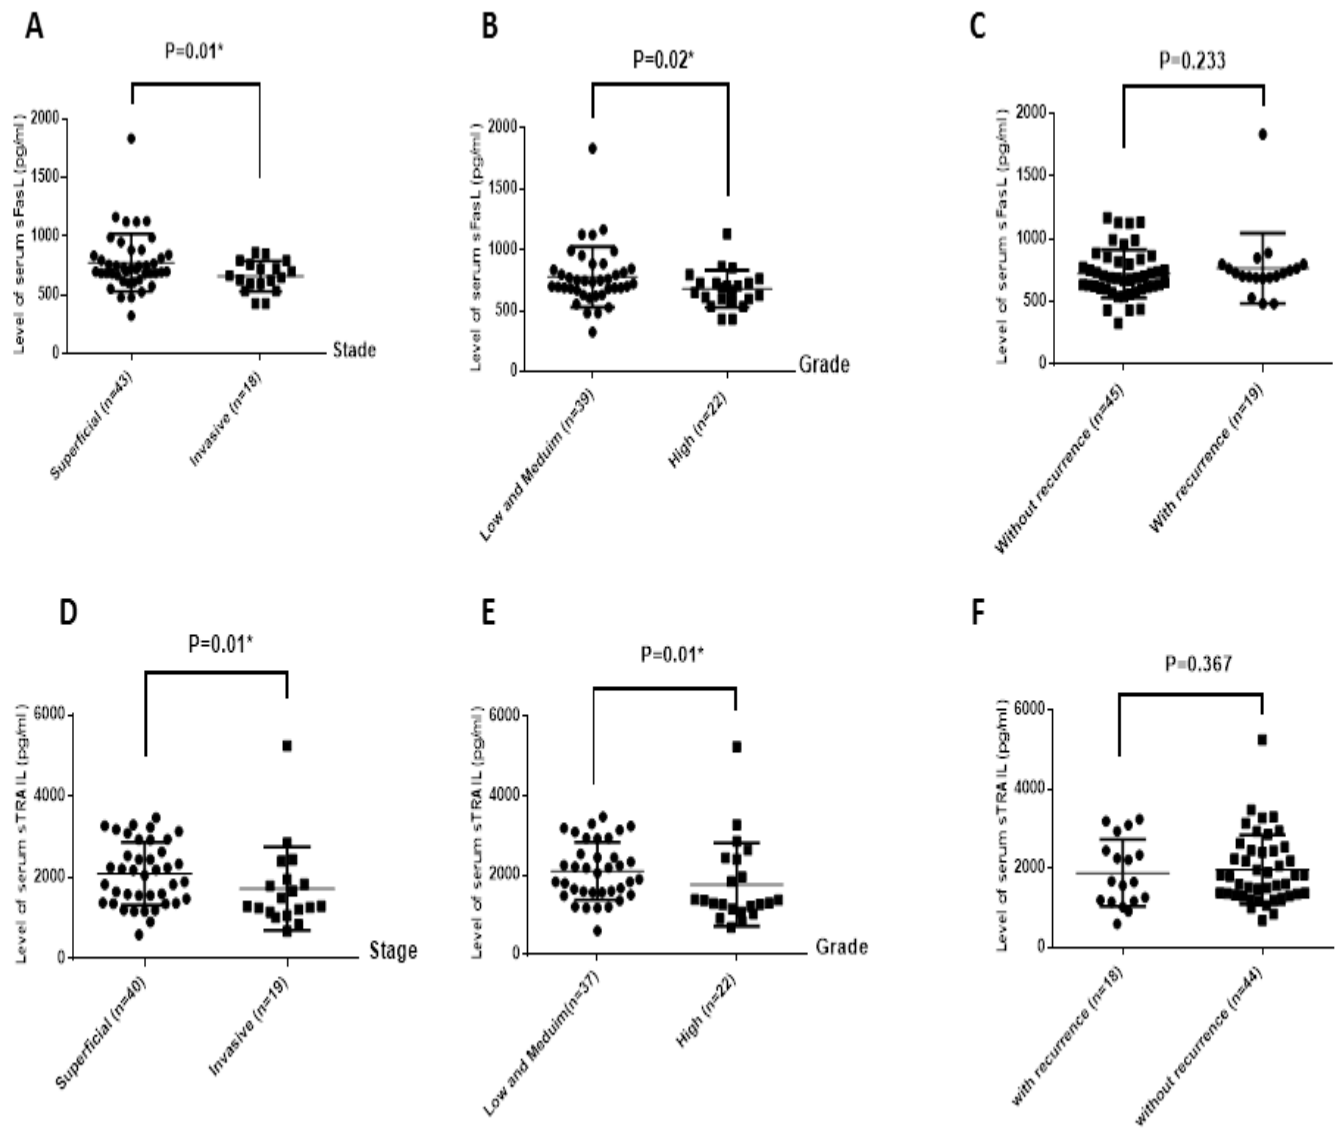 A
P=0.01*
Level of serum sFasL (pg/ml)
2000
1500
1000
500
0
Stade
Superficial (n=43)
Invasive (n=18)
B
P=0.02*
Level of serum sFasL (pg/ml)
2000
1500
1000
500
0
Grade
Low and Meduim (n=39)
High (n=22)
C
P=0.233
Level of serum sFasL (pg/ml)
2000
1500
1000
500
0
Without recurrence (n=45)
With recurrence (n=19)
D
P=0.01*
Level of serum sTRAIL (pg/ml)
6000
4000
2000
0
Stage
Superficial (n=40)
Invasive (n=19)
E
P=0.01*
Level of serum sTRAIL (pg/ml)
6000
4000
2000
0
Grade
Low and Meduim(n=37)
High (n=22)
F
P=0.367
Level of serum sTRAIL (pg/ml)
6000
4000
2000
0
with recurrence (n=18)
without recurrence (n=44)